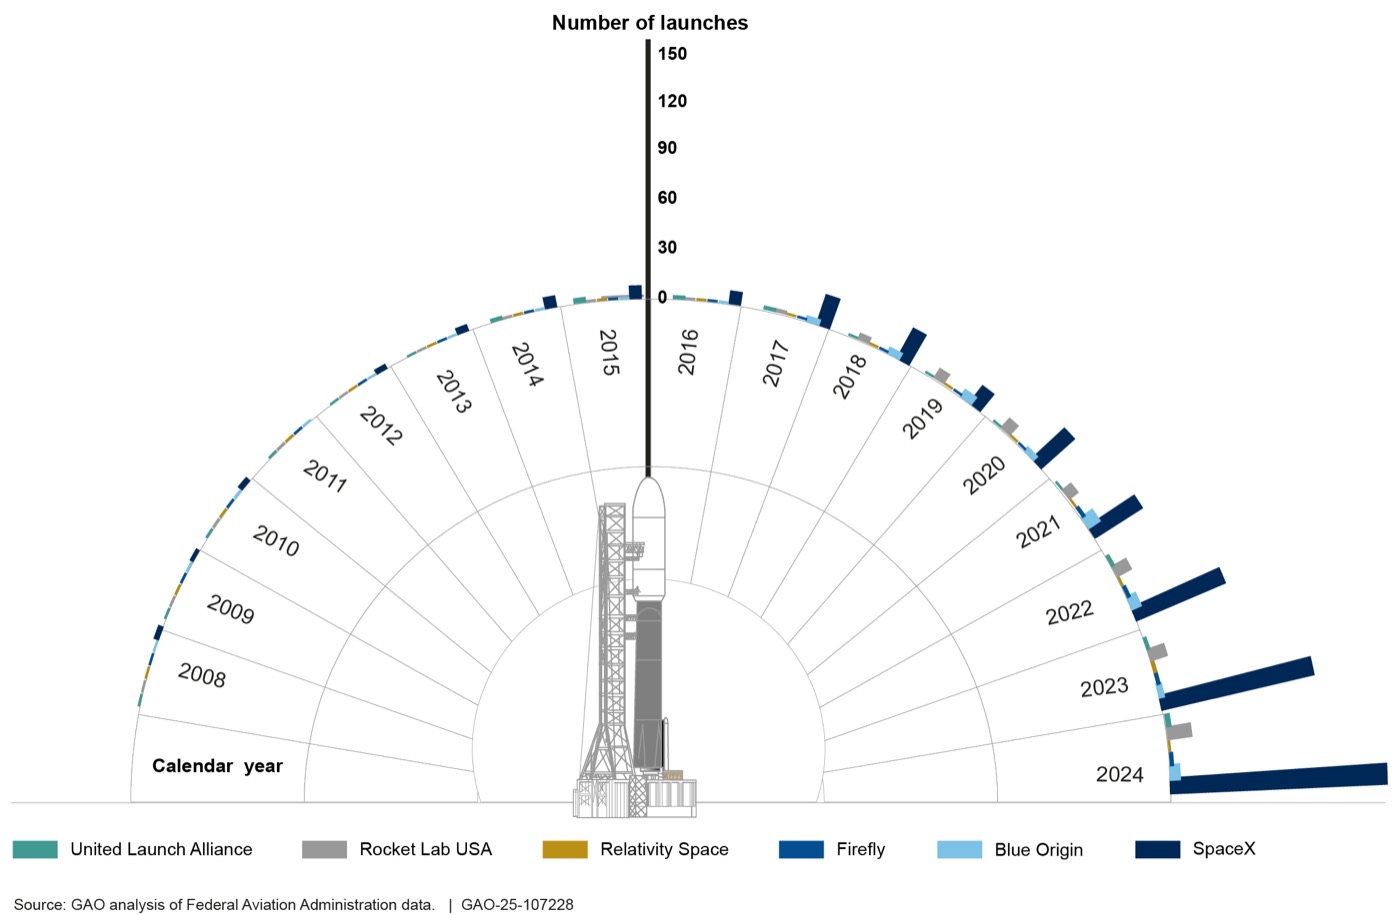 Number of launches
150
120
90
60
30
0
Calendar year
2008
2009
2010
2011
2012
2013
2014
2015
2016
2017
2018
2019
2020
2021
2022
2023
2024
United Launch Alliance
Rocket Lab USA
Relativity Space
Firefly
Blue Origin
SpaceX
Source: GAO analysis of Federal Aviation Administration data. | GAO-25-107228